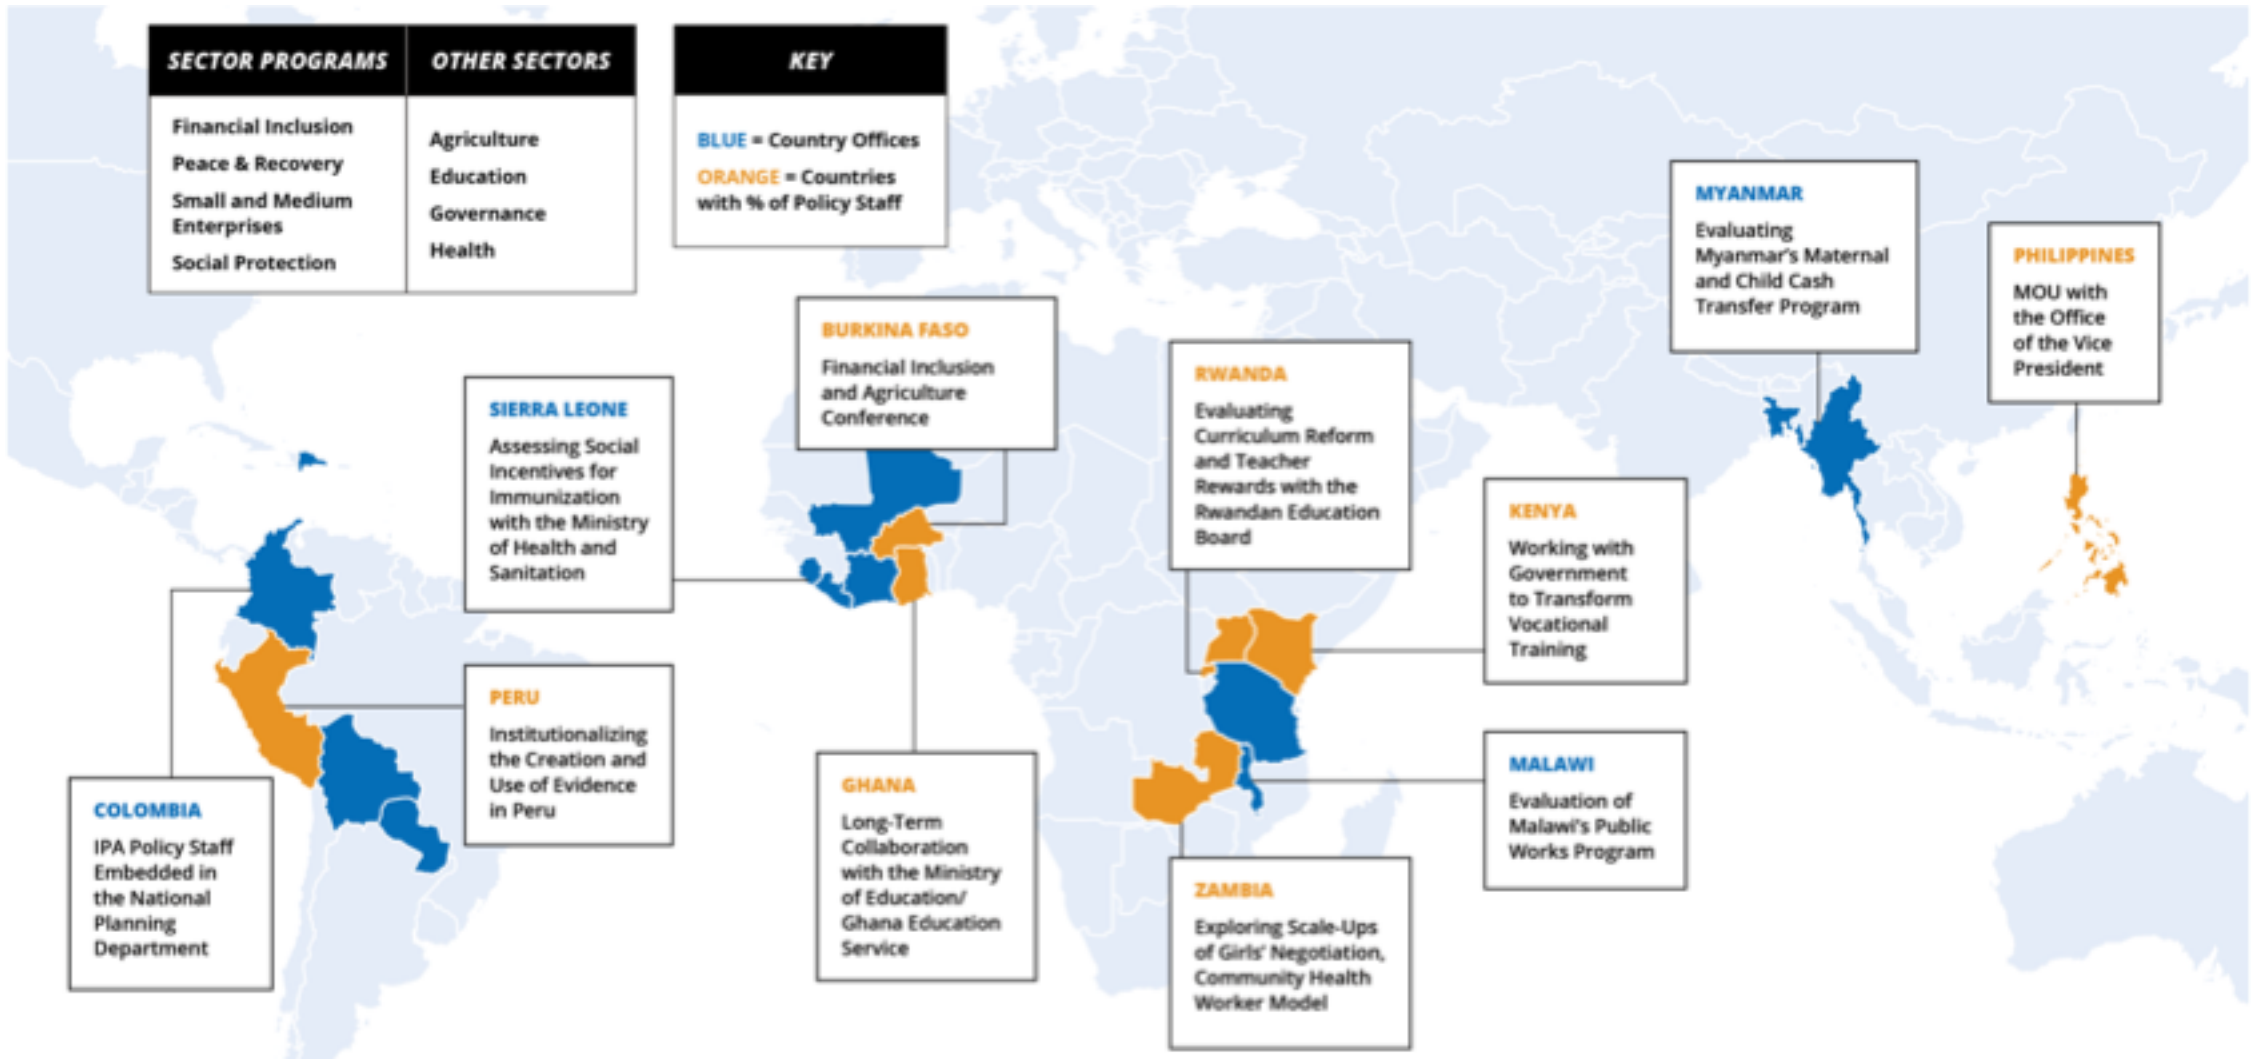 SECTOR PROGRAMS
Financial Inclusion
Peace & Recovery
Small and Medium
Enterprises
Social Protection
OTHER SECTORS
Agriculture
Education
Governance
Health
KEY
BLUE = Country Offices
ORANGE = Countries
with % of Policy Staff
MYANMAR
Evaluating
Myanmar's Maternal
and Child Cash
Transfer Program
PHILIPPINES
MOU with
the Office
of the Vice
President
BURKINA FASO
Financial Inclusion
and Agriculture
Conference
RWANDA
Evaluating
Curriculum Reform
and Teacher
Rewards with the
Rwandan Education
Board
SIERRA LEONE
Assessing Social
Incentives for
Immunization
with the Ministry
of Health and
Sanitation
KENYA
Working with
Government
to Transform
Vocational
Training
PERU
Institutionalizing
the Creation and
Use of Evidence
in Peru
COLOMBIA
IPA Policy Staff
Embedded in
the National
Planning
Department
GHANA
Long-Term
Collaboration
with the Ministry
of Education/
Ghana Education
Service
MALAWI
Evaluation of
Malawi's Public
Works Program
ZAMBIA
Exploring Scale-Ups
of Girls' Negotiation,
Community Health
Worker Model